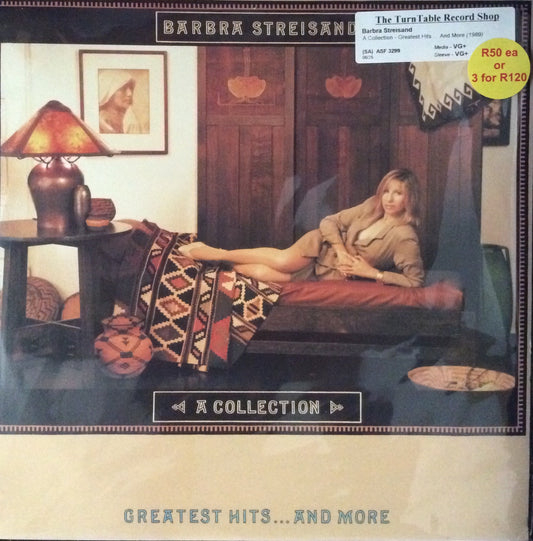 BARBRA STREISAND
The TurnTable Record Shop
Barbra Streisand
A Collection - Greatest Hits ... And More (1989)
(SA) ASF 3299 Media - VG+
Sleeve - VG+
R50 ea
or
3 for R120
A COLLECTION
GREATEST HITS...AND MORE